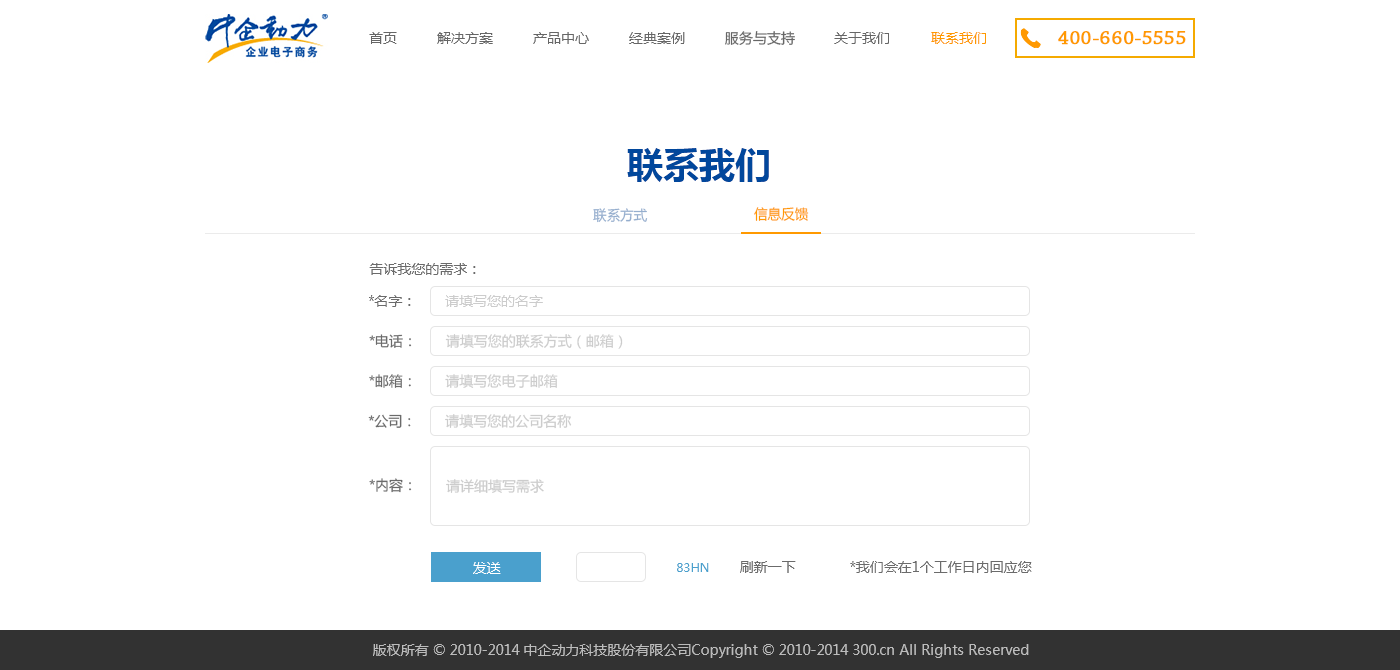 中企动力®
企业电子商务
首页 解决方案 产品中心 经典案例 服务与支持 关于我们 联系我们 400-660-5555
联系我们
联系方式 信息反馈
告诉我您的需求：
*名字： 请填写您的名字
*电话： 请填写您的联系方式（邮箱）
*邮箱： 请填写您电子邮箱
*公司： 请填写您的公司名称
*内容： 请详细填写需求
发送 83HN 刷新一下 *我们会在1个工作日内回应您
版权所有 © 2010-2014 中企动力科技股份有限公司Copyright © 2010-2014 300.cn All Rights Reserved